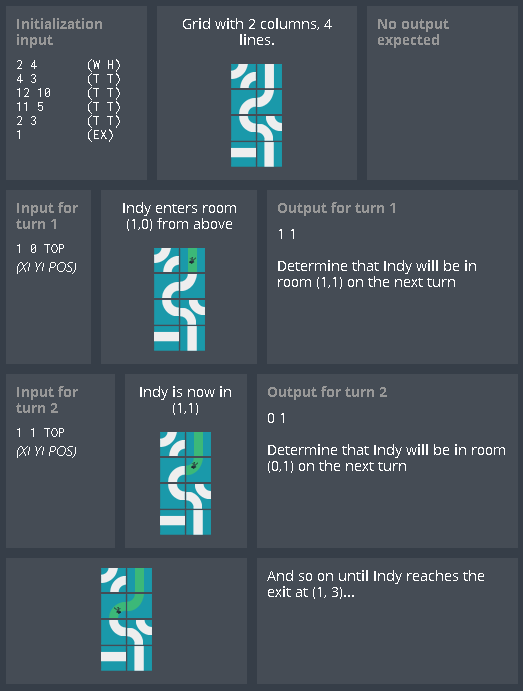 Initialization
input
2 4 (W H)
4 3 (T T)
12 10 (T T)
11 5 (T T)
2 3 (T T)
1 (EX)
Grid with 2 columns, 4
lines.
No output
expected
Input for
turn 1
1 0 TOP
(XI YI POS)
Indy enters room
(1,0) from above
Output for turn 1
1 1
Determine that Indy will be in
room (1,1) on the next turn
Input for
turn 2
1 1 TOP
(XI YI POS)
Indy is now in
(1,1)
Output for turn 2
0 1
Determine that Indy will be in room
(0,1) on the next turn
And so on until Indy reaches the
exit at (1, 3)...